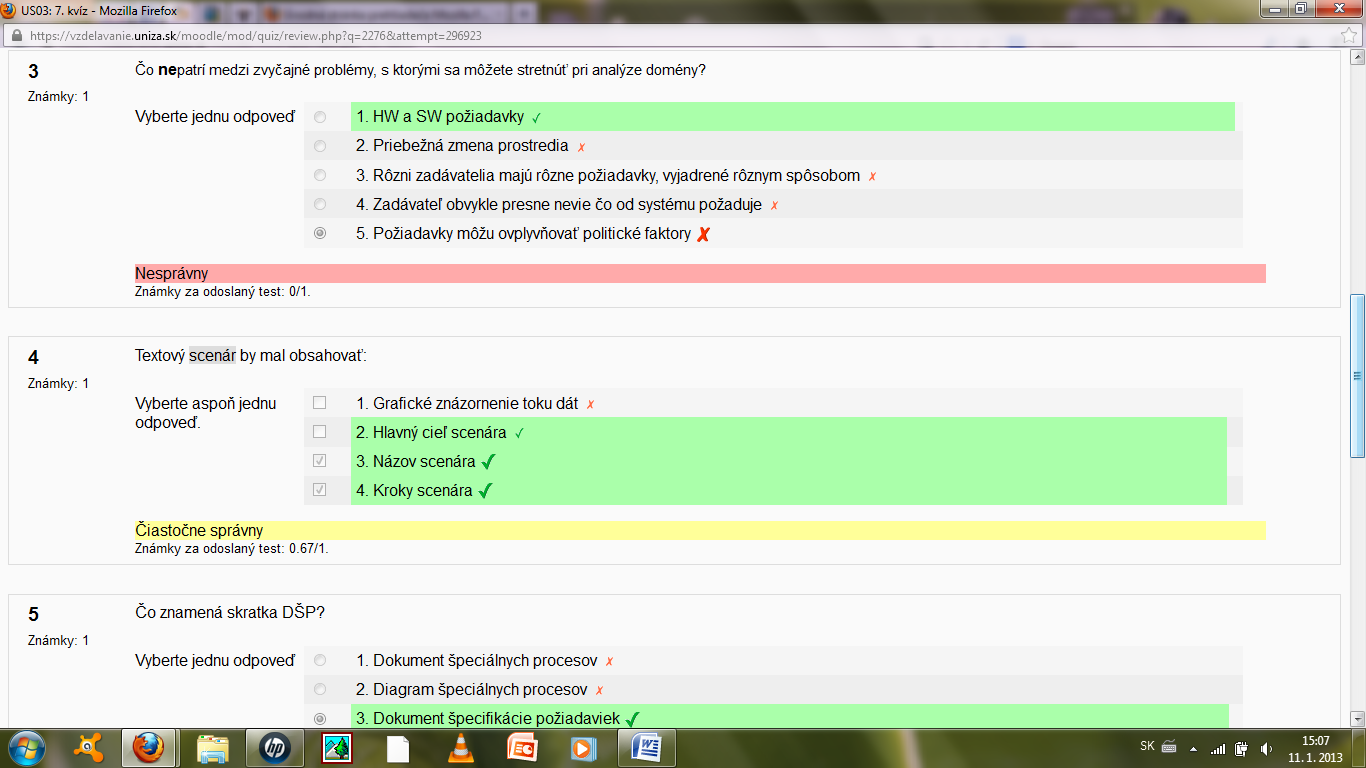 US03: 7. kvíz - Mozilla Firefox
https://vzdelavanie.uniza.sk/moodle/mod/quiz/review.php?q=2276&attempt=296923
3
Známky: 1
Čo nepatrí medzi zvyčajné problémy, s ktorými sa môžete stretnúť pri analýze domény?
Vyberte jednu odpoveď
1. HW a SW požiadavky ✓
2. Priebežná zmena prostredia ✗
3. Rôzni zadávatelia majú rôzne požiadavky, vyjadrené rôznym spôsobom ✗
4. Zadávateľ obvykle presne nevie čo od systému požaduje ✗
5. Požiadavky môžu ovplyvňovať politické faktory ✘
Nesprávny
Známky za odoslaný test: 0/1.
4
Známky: 1
Textový scenár by mal obsahovať:
Vyberte aspoň jednu
odpoveď.
1. Grafické znázornenie toku dát ✗
2. Hlavný cieľ scenára ✓
3. Názov scenára ✔
4. Kroky scenára ✔
Čiastočne správny
Známky za odoslaný test: 0.67/1.
5
Známky: 1
Čo znamená skratka DŠP?
Vyberte jednu odpoveď
1. Dokument špeciálnych procesov ✗
2. Diagram špeciálnych procesov ✗
3. Dokument špecifikácie požiadaviek ✔
hp
SK
15:07
11. 1. 2013